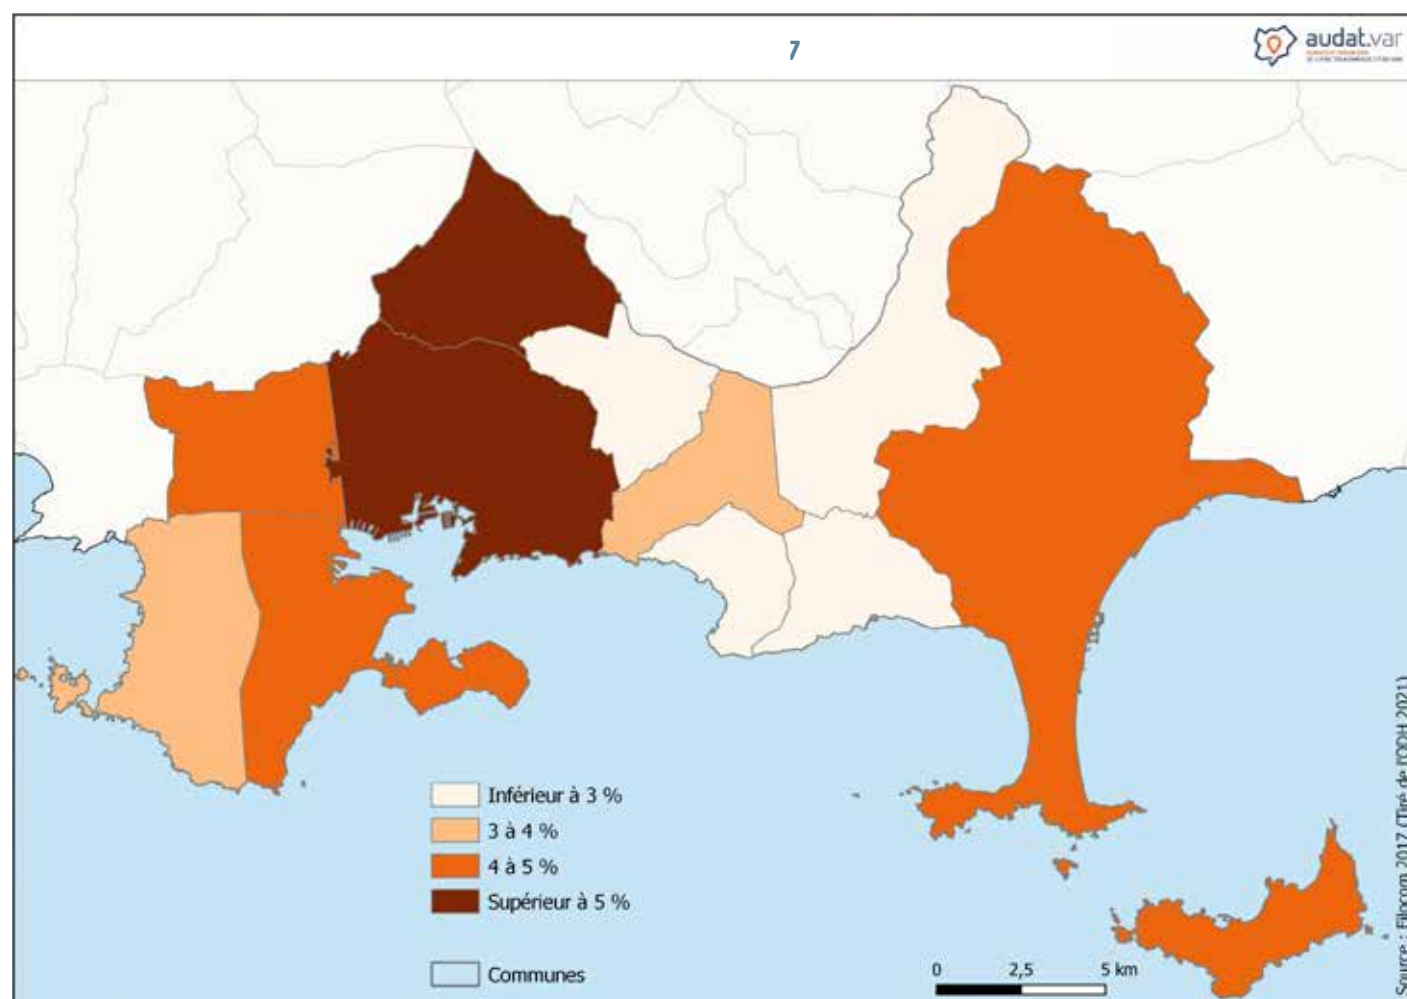 7
audat.var
Inférieur à 3 %
3 à 4 %
4 à 5 %
Supérieur à 5 %
Communes
0 2,5 5 km
Source : Filocom 2017 (Tiré de l'ODH 2021)